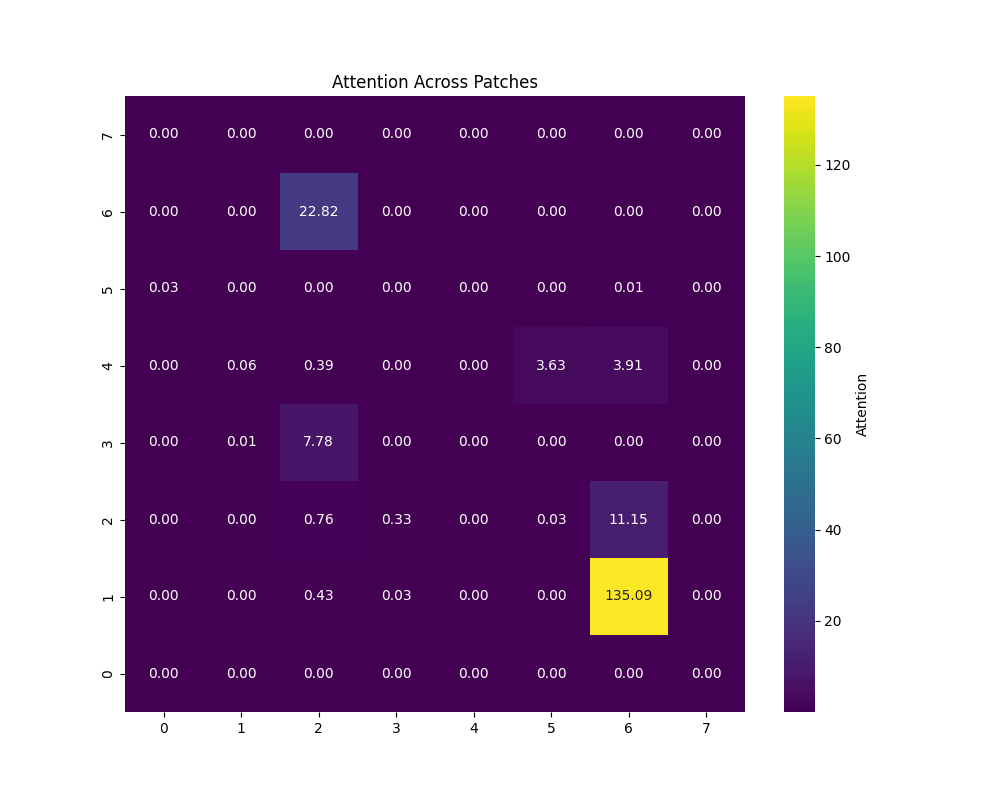 Attention Across Patches
7 0.00 0.00 0.00 0.00 0.00 0.00 0.00 0.00
6 0.00 0.00 22.82 0.00 0.00 0.00 0.00 0.00
5 0.03 0.00 0.00 0.00 0.00 0.00 0.01 0.00
4 0.00 0.06 0.39 0.00 0.00 3.63 3.91 0.00
3 0.00 0.01 7.78 0.00 0.00 0.00 0.00 0.00
2 0.00 0.00 0.76 0.33 0.00 0.03 11.15 0.00
1 0.00 0.00 0.43 0.03 0.00 0.00 135.09 0.00
0 0.00 0.00 0.00 0.00 0.00 0.00 0.00 0.00
0 1 2 3 4 5 6 7
120
100
80
60
40
20
Attention